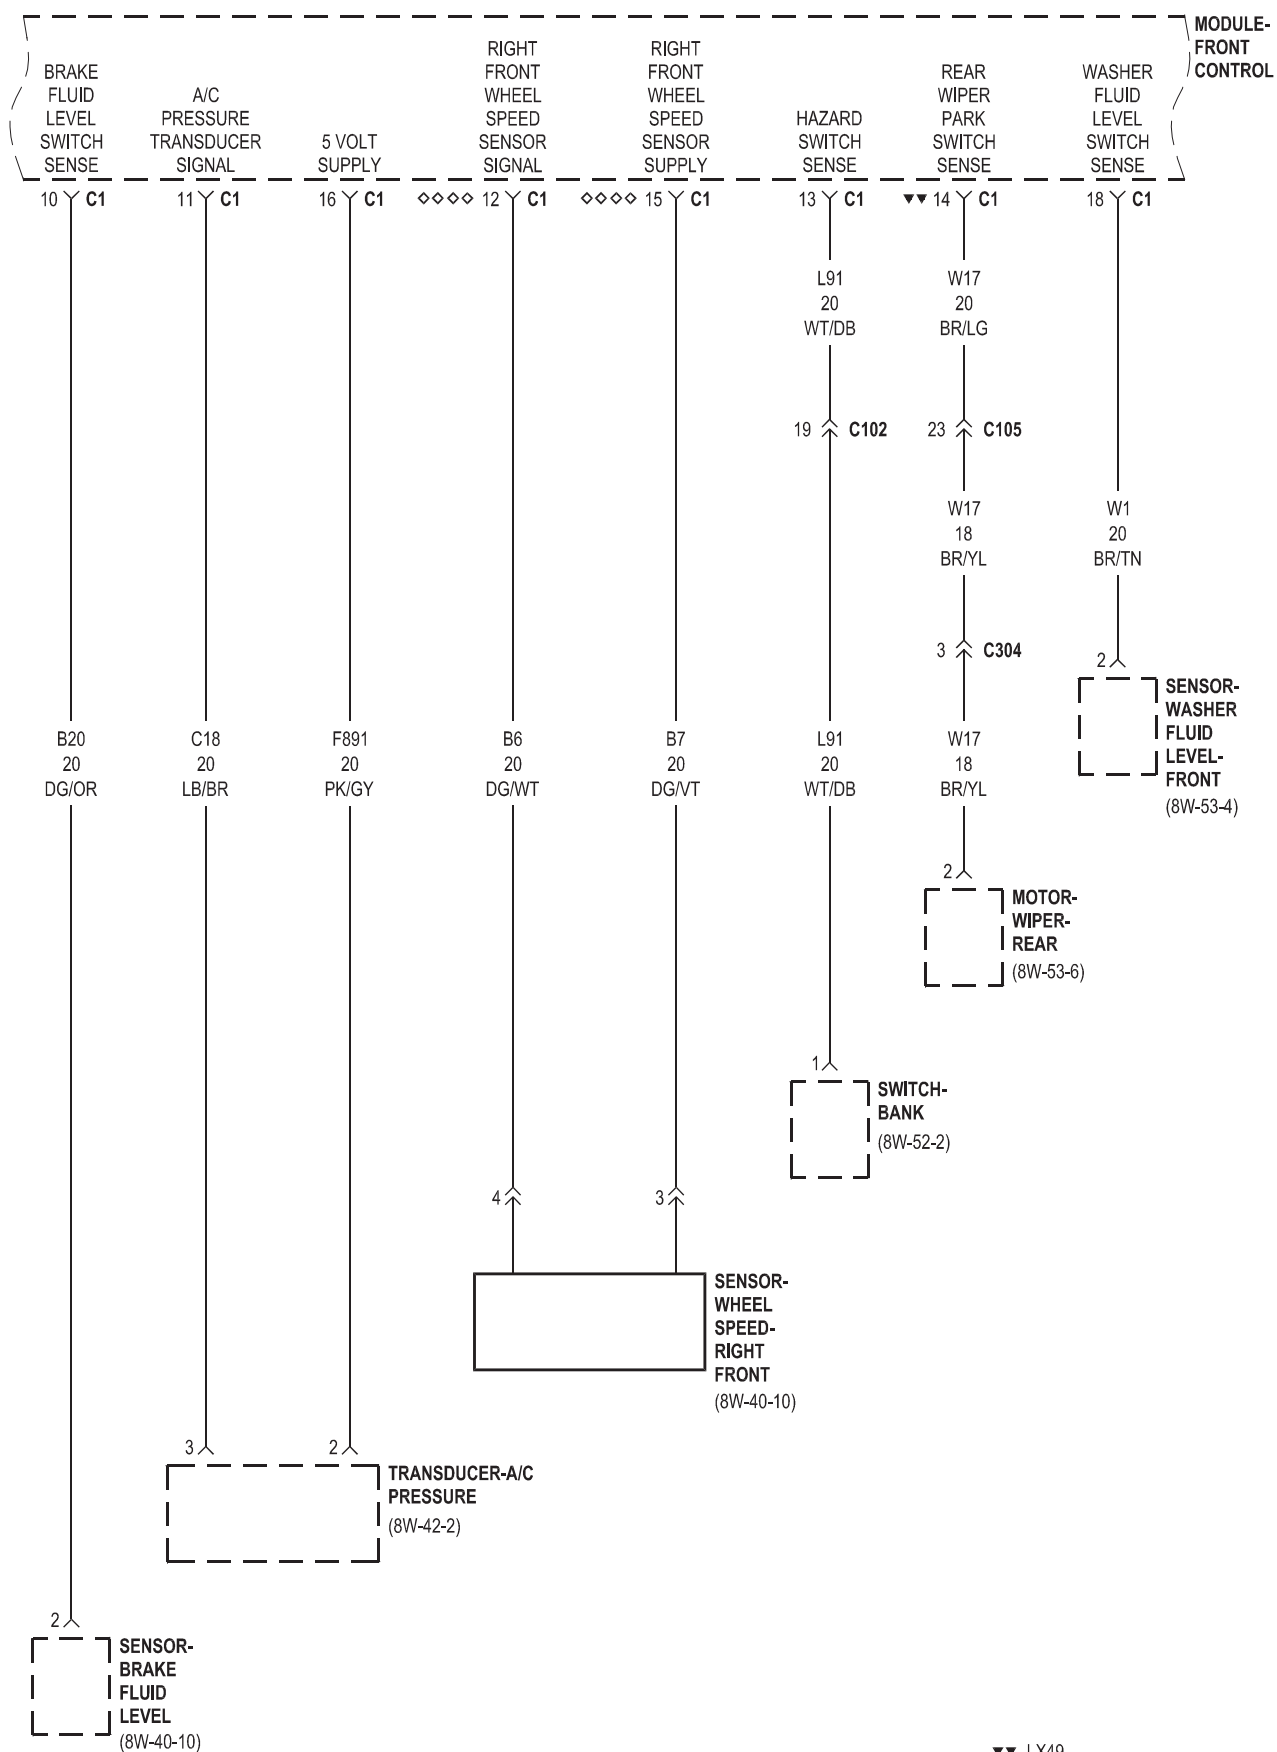 MODULE-
FRONT
CONTROL
BRAKE
FLUID
LEVEL
SWITCH
SENSE
A/C
PRESSURE
TRANSDUCER
SIGNAL
5 VOLT
SUPPLY
RIGHT
FRONT
WHEEL
SPEED
SENSOR
SIGNAL
RIGHT
FRONT
WHEEL
SPEED
SENSOR
SUPPLY
HAZARD
SWITCH
SENSE
REAR
WIPER
PARK
SWITCH
SENSE
WASHER
FLUID
LEVEL
SWITCH
SENSE
10 C1
11 C1
16 C1
◇◇◇◇ 12 C1
◇◇◇◇ 15 C1
13 C1
▼▼ 14 C1
18 C1
L91
20
WT/DB
W17
20
BR/LG
19 C102
23 C105
W17
18
BR/YL
W1
20
BR/TN
3 C304
2
SENSOR-
WASHER
FLUID
LEVEL-
FRONT
(8W-53-4)
B20
20
DG/OR
C18
20
LB/BR
F891
20
PK/GY
B6
20
DG/WT
B7
20
DG/VT
L91
20
WT/DB
W17
18
BR/YL
2
MOTOR-
WIPER-
REAR
(8W-53-6)
1
SWITCH-
BANK
(8W-52-2)
4
3
SENSOR-
WHEEL
SPEED-
RIGHT
FRONT
(8W-40-10)
3
2
TRANSDUCER-A/C
PRESSURE
(8W-42-2)
2
SENSOR-
BRAKE
FLUID
LEVEL
(8W-40-10)
▼▼ LX49